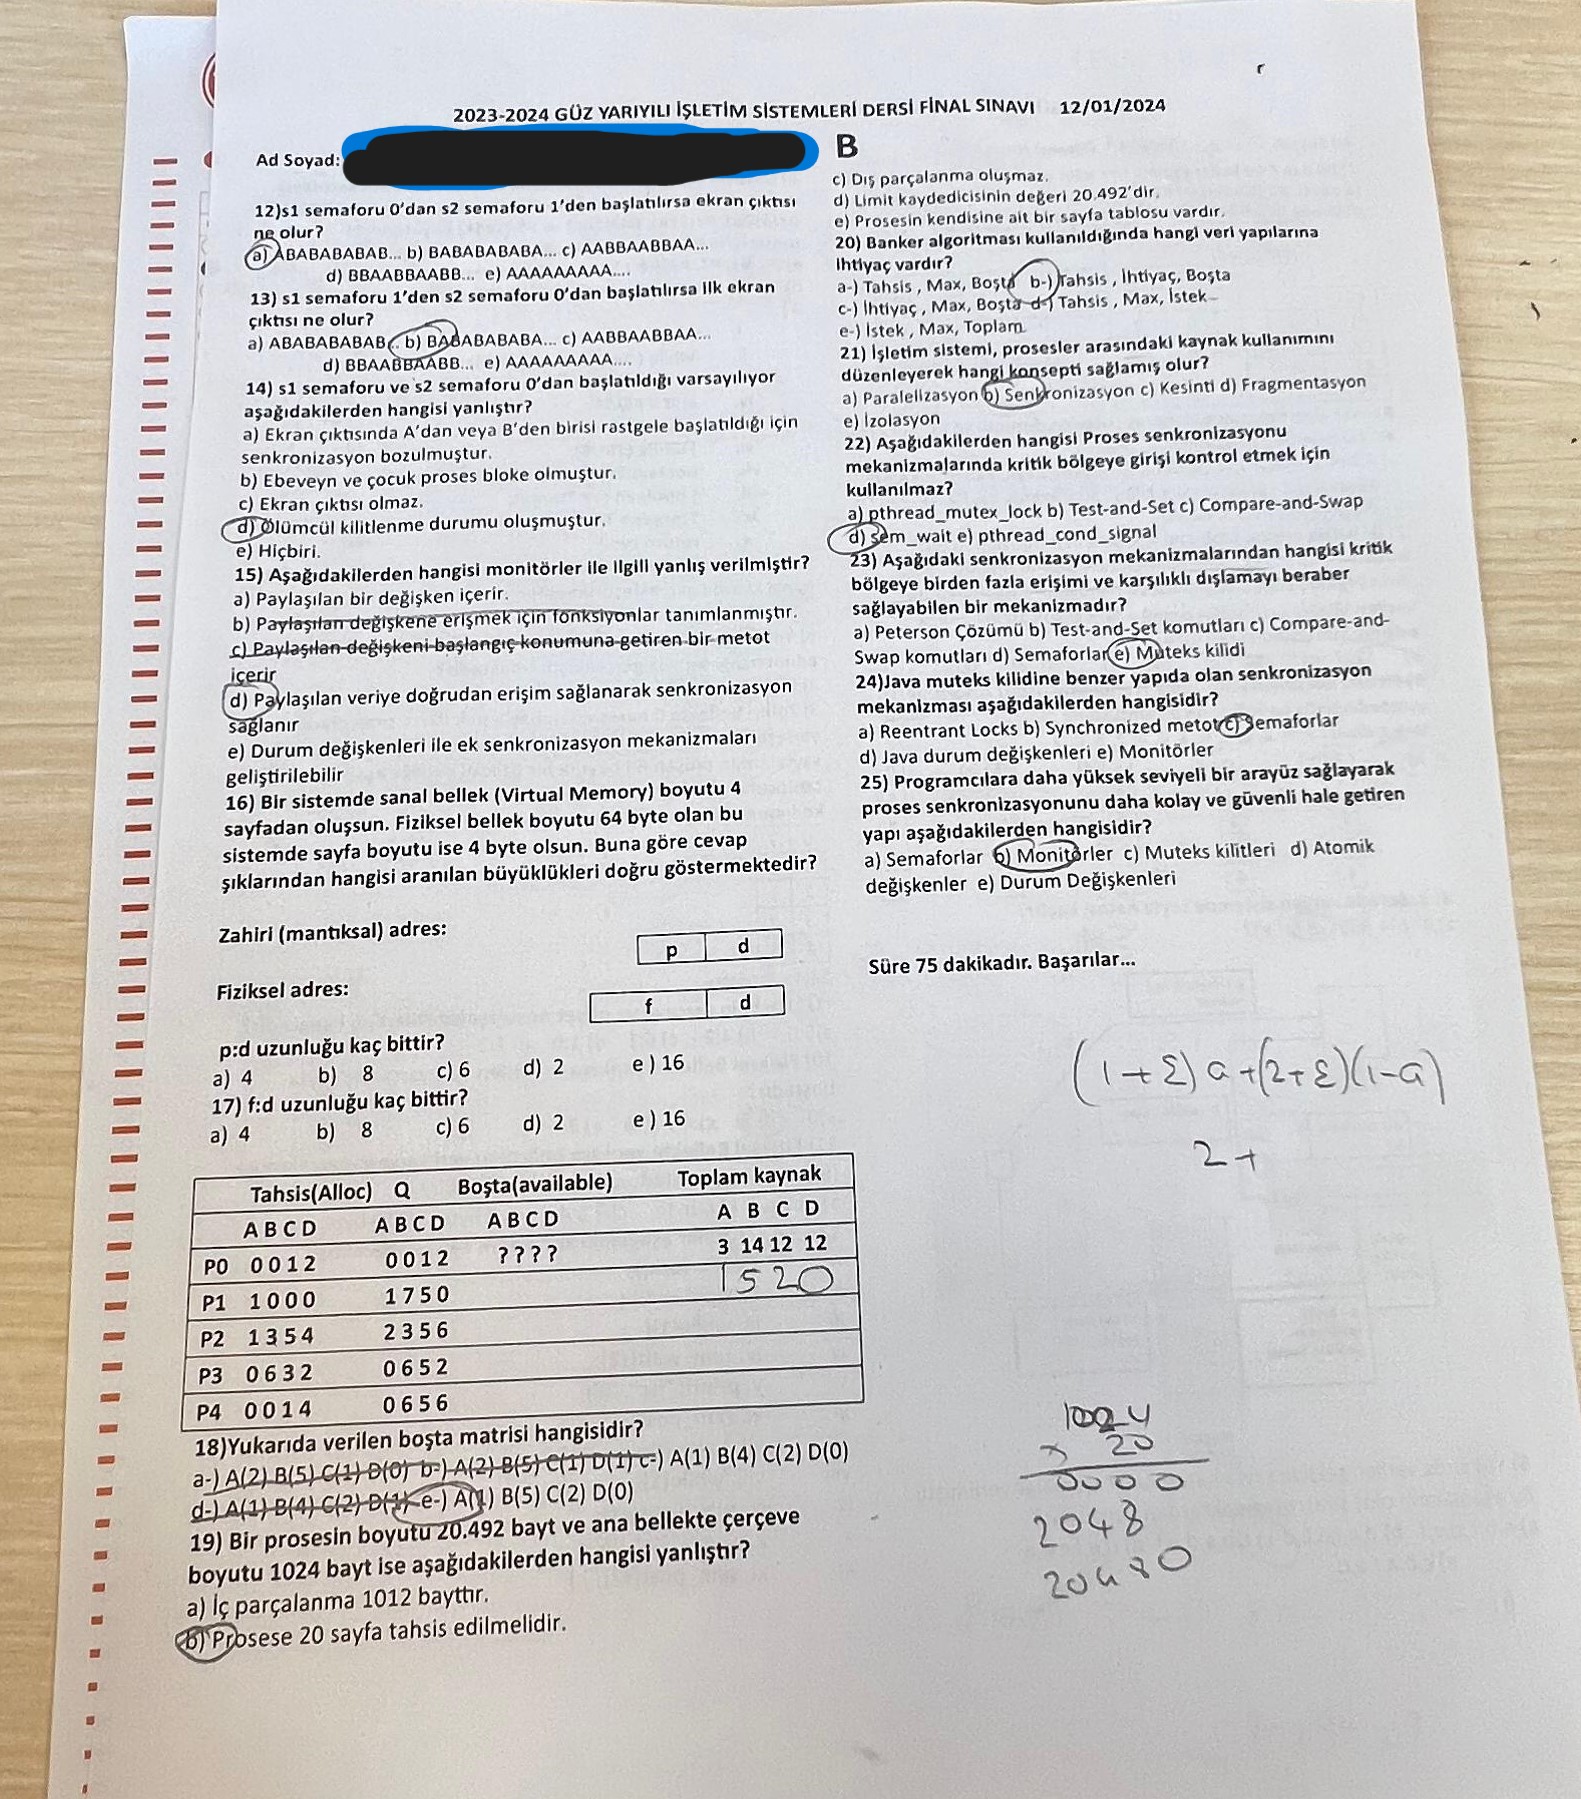 2023-2024 GÜZ YARIYILI İŞLETİM SİSTEMLERİ DERSİ FİNAL SINAVI 12/01/2024
Ad Soyad:
B
12)s1 semaforu 0'dan s2 semaforu 1'den başlatılırsa ekran çıktısı
ne olur?
a) ABABABABAB... b) BABABABABA... c) AABBAABBAA...
d) BBAABBAABB... e) AAAAAAAAA....
13) s1 semaforu 1'den s2 semaforu 0'dan başlatılırsa ilk ekran
çıktısı ne olur?
a) ABABABABAB... b) BABABABABA... c) AABBAABBAA...
d) BBAABBAABB... e) AAAAAAAAA....
14) s1 semaforu ve s2 semaforu 0'dan başlatıldığı varsayılıyor
aşağıdakilerden hangisi yanlıştır?
a) Ekran çıktısında A'dan veya B'den birisi rastgele başlatıldığı için
senkronizasyon bozulmuştur.
b) Ebeveyn ve çocuk proses bloke olmuştur.
c) Ekran çıktısı olmaz.
d) Ölümcül kilitlenme durumu oluşmuştur.
e) Hiçbiri.
15) Aşağıdakilerden hangisi monitörler ile ilgili yanlış verilmiştir?
a) Paylaşılan bir değişken içerir.
b) Paylaşılan değişkene erişmek için fonksiyonlar tanımlanmıştır.
c) Paylaşılan değişkeni başlangıç konumuna getiren bir metot
içerir
d) Paylaşılan veriye doğrudan erişim sağlanarak senkronizasyon
sağlanır
e) Durum değişkenleri ile ek senkronizasyon mekanizmaları
geliştirilebilir
16) Bir sistemde sanal bellek (Virtual Memory) boyutu 4
sayfadan oluşsun. Fiziksel bellek boyutu 64 byte olan bu
sistemde sayfa boyutu ise 4 byte olsun. Buna göre cevap
şıklarından hangisi aranılan büyüklükleri doğru göstermektedir?
Zahiri (mantıksal) adres:
p d
Fiziksel adres:
f d
p:d uzunluğu kaç bittir?
a) 4 b) 8 c) 6 d) 2 e) 16
17) f:d uzunluğu kaç bittir?
a) 4 b) 8 c) 6 d) 2 e) 16
Tahsis(Alloc) Q Boşta(available) Toplam kaynak
A B C D A B C D A B C D A B C D
P0 0 0 1 2 0 0 1 2 ? ? ? ? 3 14 12 12
P1 1 0 0 0 1 7 5 0 1 5 2 0
P2 1 3 5 4 2 3 5 6
P3 0 6 3 2 0 6 5 2
P4 0 0 1 4 0 6 5 6
18)Yukarıda verilen boşta matrisi hangisidir?
a-) A(2) B(5) C(1) D(0) b-) A(2) B(5) C(1) D(1) c-) A(1) B(4) C(2) D(0)
d-) A(1) B(4) C(2) D(1) e-) A(1) B(5) C(2) D(0)
19) Bir prosesin boyutu 20.492 bayt ve ana bellekte çerçeve
boyutu 1024 bayt ise aşağıdakilerden hangisi yanlıştır?
a) İç parçalanma 1012 bayttır.
b) Prosese 20 sayfa tahsis edilmelidir.
c) Dış parçalanma oluşmaz.
d) Limit kaydedicisinin değeri 20.492'dir.
e) Prosesin kendisine ait bir sayfa tablosu vardır.
20) Banker algoritması kullanıldığında hangi veri yapılarına
ihtiyaç vardır?
a-) Tahsis , Max, Boşta b-) Tahsis , İhtiyaç, Boşta
c-) İhtiyaç , Max, Boşta d-) Tahsis , Max, İstek
e-) İstek , Max, Toplam
21) İşletim sistemi, prosesler arasındaki kaynak kullanımını
düzenleyerek hangi konsepti sağlamış olur?
a) Paralelizasyon b) Senkronizasyon c) Kesinti d) Fragmentasyon
e) İzolasyon
22) Aşağıdakilerden hangisi Proses senkronizasyonu
mekanizmalarında kritik bölgeye girişi kontrol etmek için
kullanılmaz?
a) pthread_mutex_lock b) Test-and-Set c) Compare-and-Swap
d) sem_wait e) pthread_cond_signal
23) Aşağıdaki senkronizasyon mekanizmalarından hangisi kritik
bölgeye birden fazla erişimi ve karşılıklı dışlamayı beraber
sağlayabilen bir mekanizmadır?
a) Peterson Çözümü b) Test-and-Set komutları c) Compare-and-
Swap komutları d) Semaforlar e) Muteks kilidi
24)Java muteks kilidine benzer yapıda olan senkronizasyon
mekanizması aşağıdakilerden hangisidir?
a) Reentrant Locks b) Synchronized metot c) Semaforlar
d) Java durum değişkenleri e) Monitörler
25) Programcılara daha yüksek seviyeli bir arayüz sağlayarak
proses senkronizasyonunu daha kolay ve güvenli hale getiren
yapı aşağıdakilerden hangisidir?
a) Semaforlar b) Monitörler c) Muteks kilitleri d) Atomik
değişkenler e) Durum Değişkenleri
Süre 75 dakikadır. Başarılar...
(1+Σ) a +(2+Σ)(1-a)
2+
1024
x 20
0000
2048
20480